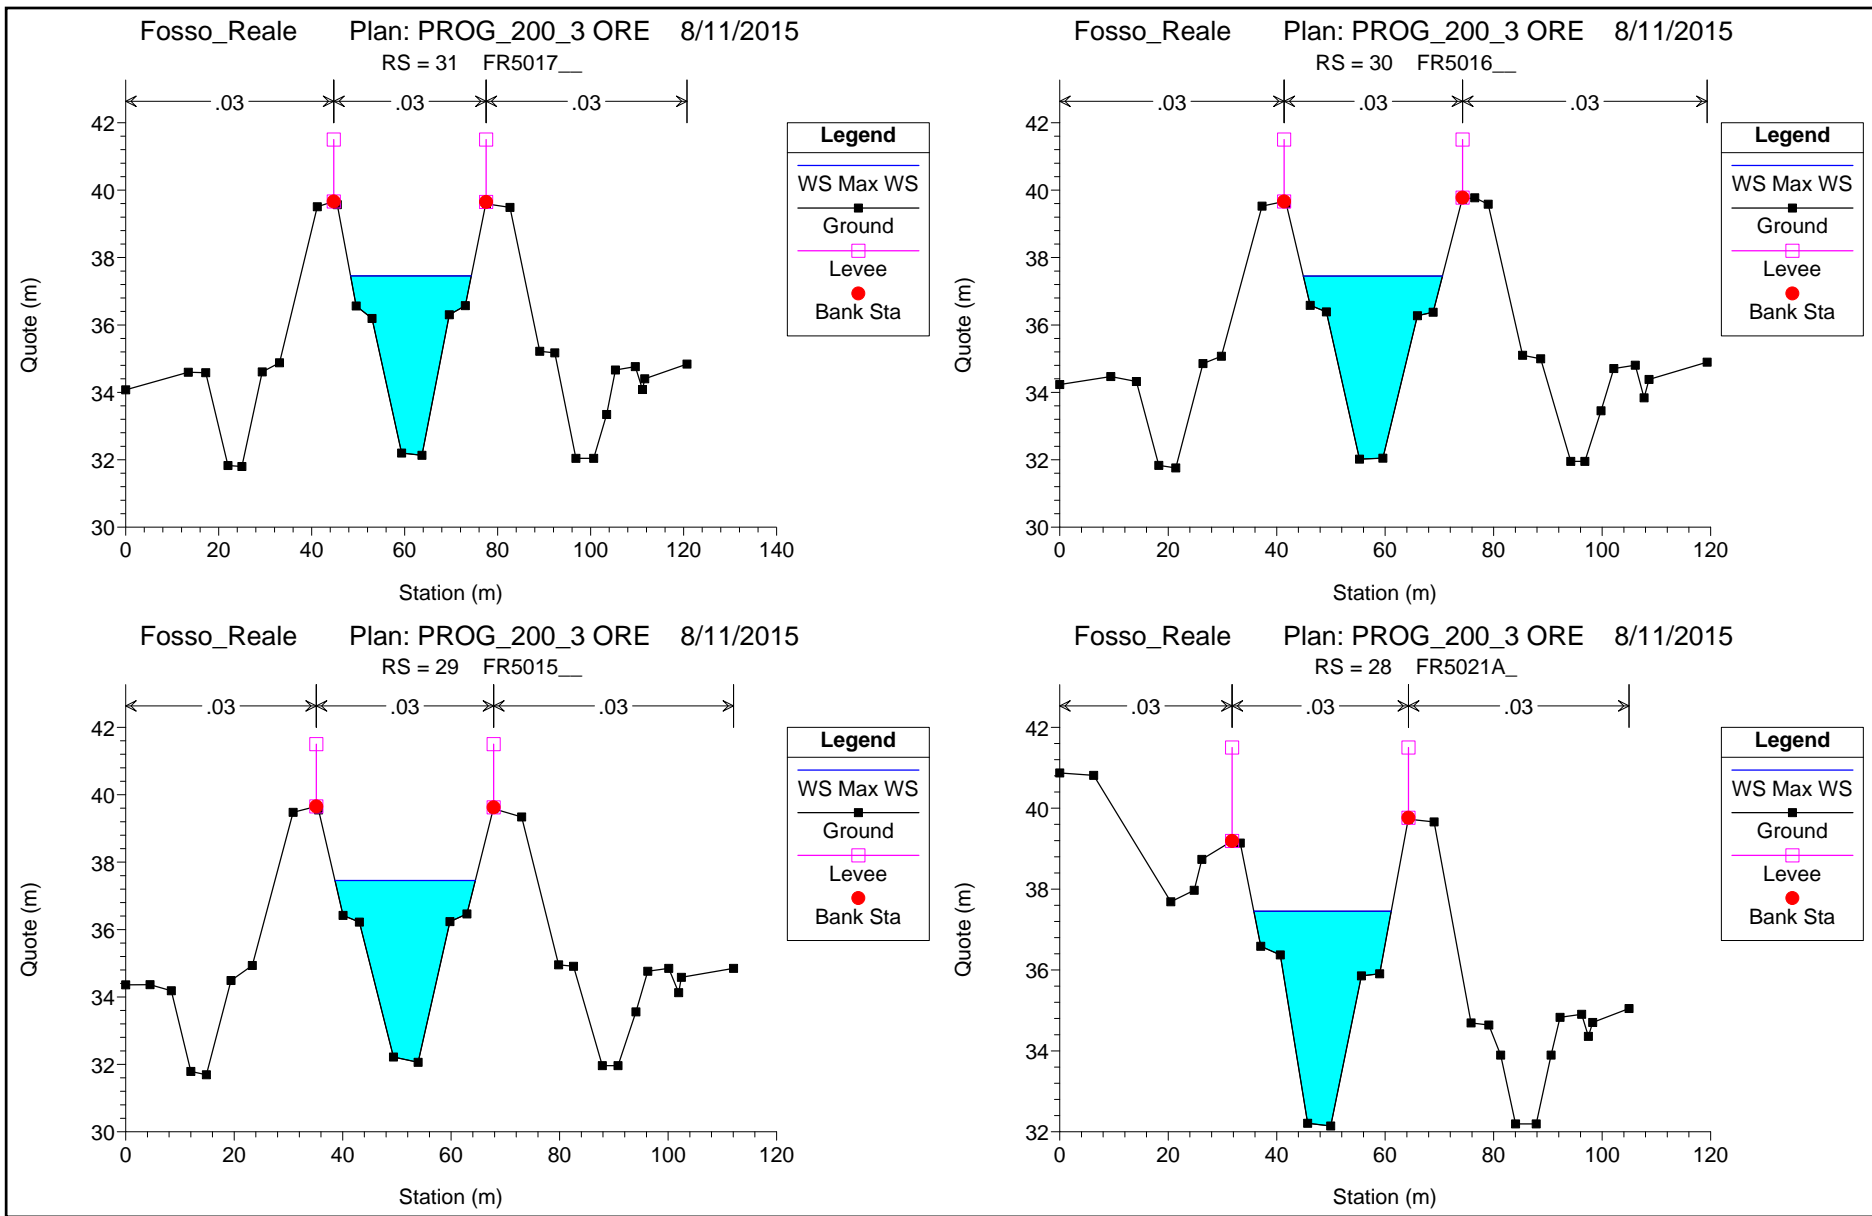 Fosso_Reale Plan: PROG_200_3 ORE 8/11/2015
RS = 31 FR5017__
.03 .03 .03
42
40
38
36
34
32
30
0 20 40 60 80 100 120 140
Quote (m)
Station (m)
Legend
WS Max WS
Ground
Levee
Bank Sta
Fosso_Reale Plan: PROG_200_3 ORE 8/11/2015
RS = 30 FR5016__
.03 .03 .03
42
40
38
36
34
32
30
0 20 40 60 80 100 120
Quote (m)
Station (m)
Legend
WS Max WS
Ground
Levee
Bank Sta
Fosso_Reale Plan: PROG_200_3 ORE 8/11/2015
RS = 29 FR5015__
.03 .03 .03
42
40
38
36
34
32
30
0 20 40 60 80 100 120
Quote (m)
Station (m)
Legend
WS Max WS
Ground
Levee
Bank Sta
Fosso_Reale Plan: PROG_200_3 ORE 8/11/2015
RS = 28 FR5021A_
.03 .03 .03
42
40
38
36
34
32
0 20 40 60 80 100 120
Quote (m)
Station (m)
Legend
WS Max WS
Ground
Levee
Bank Sta